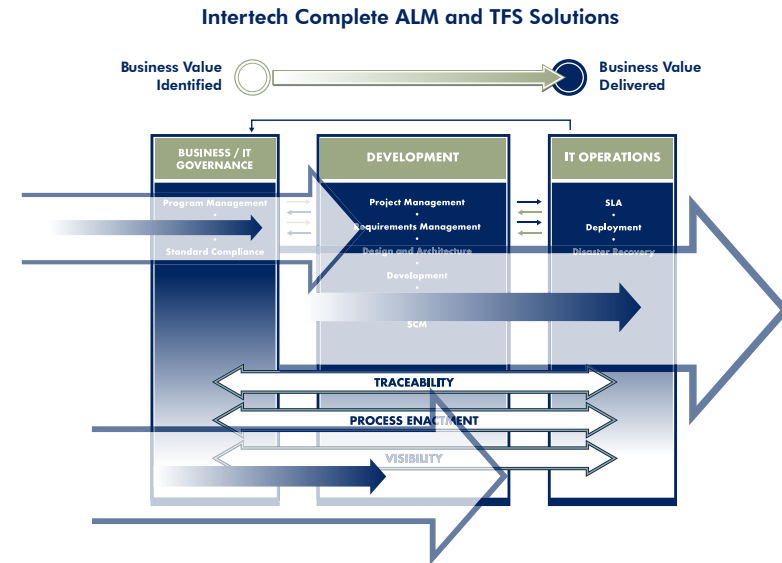 Intertech Complete ALM and TFS Solutions
Business Value
Identified
Business Value
Delivered
BUSINESS / IT
GOVERNANCE
DEVELOPMENT
IT OPERATIONS
Program Management
•
•
Standard Compliance
Project Management
•
Requirements Management
•
Design and Architecture
•
Development
•
SCM
SLA
•
Deployment
•
Disaster Recovery
TRACEABILITY
PROCESS ENACTMENT
VISIBILITY